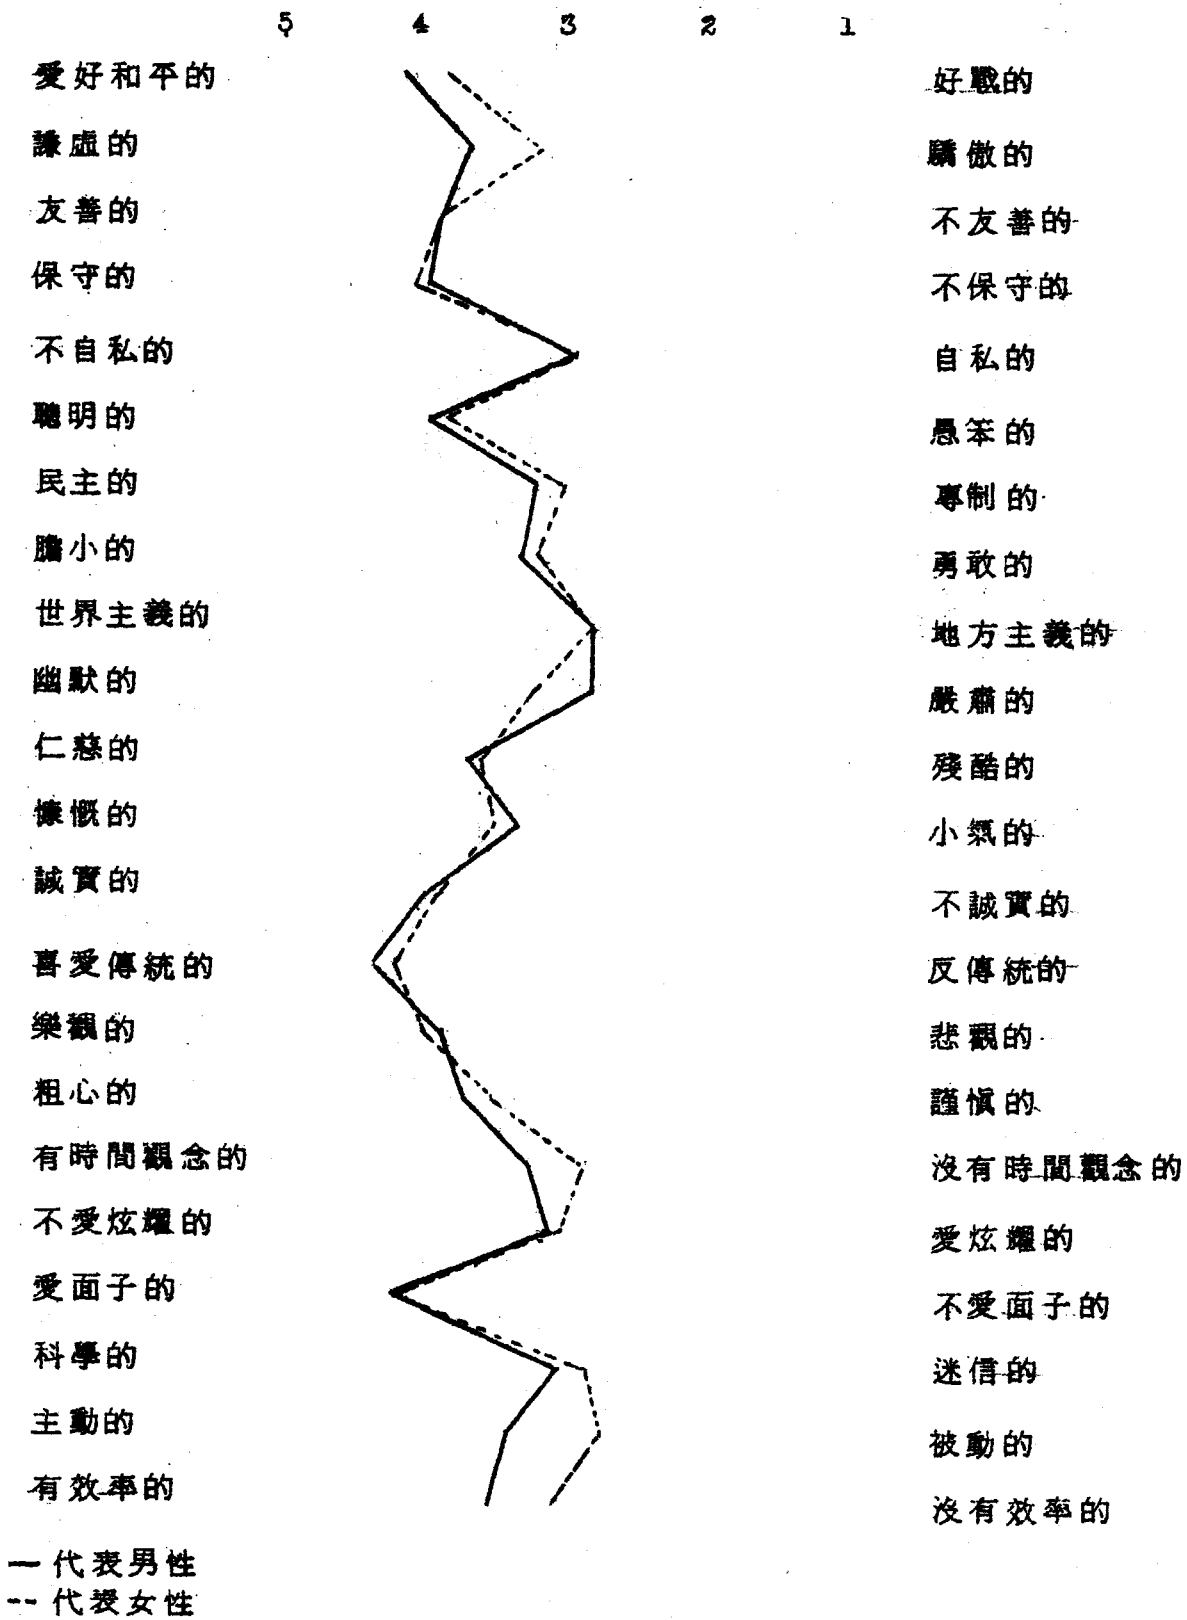 5 4 3 2 1
愛好和平的 好戰的
謙虛的 驕傲的
友善的 不友善的
保守的 不保守的
不自私的 自私的
聰明的 愚笨的
民主的 專制的
膽小的 勇敢的
世界主義的 地方主義的
幽默的 嚴肅的
仁慈的 殘酷的
慷慨的 小氣的
誠實的 不誠實的
喜愛傳統的 反傳統的
樂觀的 悲觀的
粗心的 謹慎的
有時間觀念的 沒有時間觀念的
不愛炫耀的 愛炫耀的
愛面子的 不愛面子的
科學的 迷信的
主動的 被動的
有效率的 沒有效率的
— 代表男性
-- 代表女性